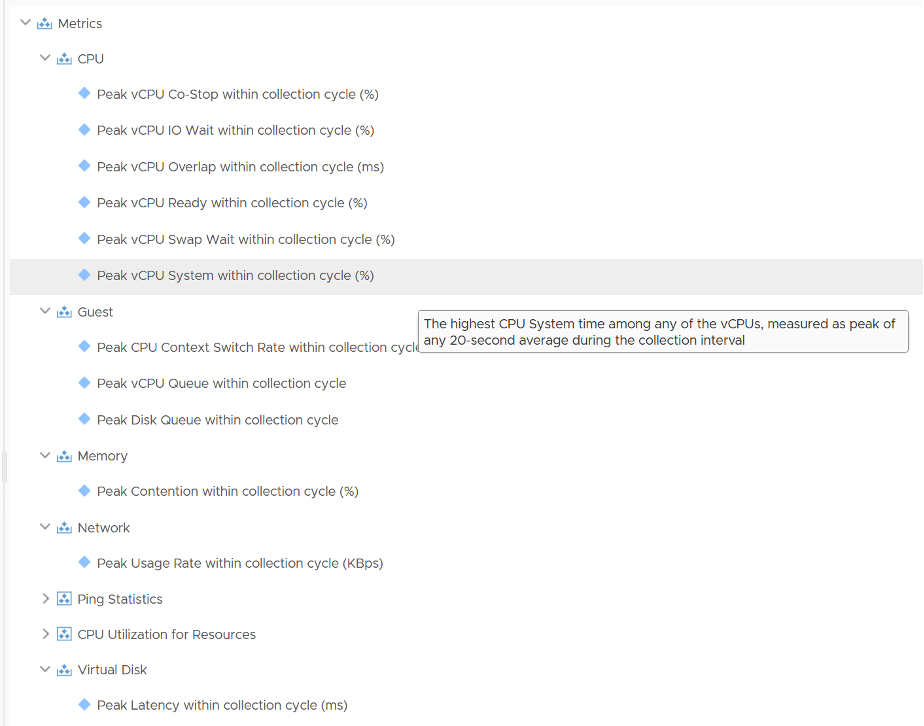 Metrics
CPU
Peak vCPU Co-Stop within collection cycle (%)
Peak vCPU IO Wait within collection cycle (%)
Peak vCPU Overlap within collection cycle (ms)
Peak vCPU Ready within collection cycle (%)
Peak vCPU Swap Wait within collection cycle (%)
Peak vCPU System within collection cycle (%)
Guest
The highest CPU System time among any of the vCPUs, measured as peak of
any 20-second average during the collection interval
Peak CPU Context Switch Rate within collection cycle
Peak vCPU Queue within collection cycle
Peak Disk Queue within collection cycle
Memory
Peak Contention within collection cycle (%)
Network
Peak Usage Rate within collection cycle (KBps)
Ping Statistics
CPU Utilization for Resources
Virtual Disk
Peak Latency within collection cycle (ms)